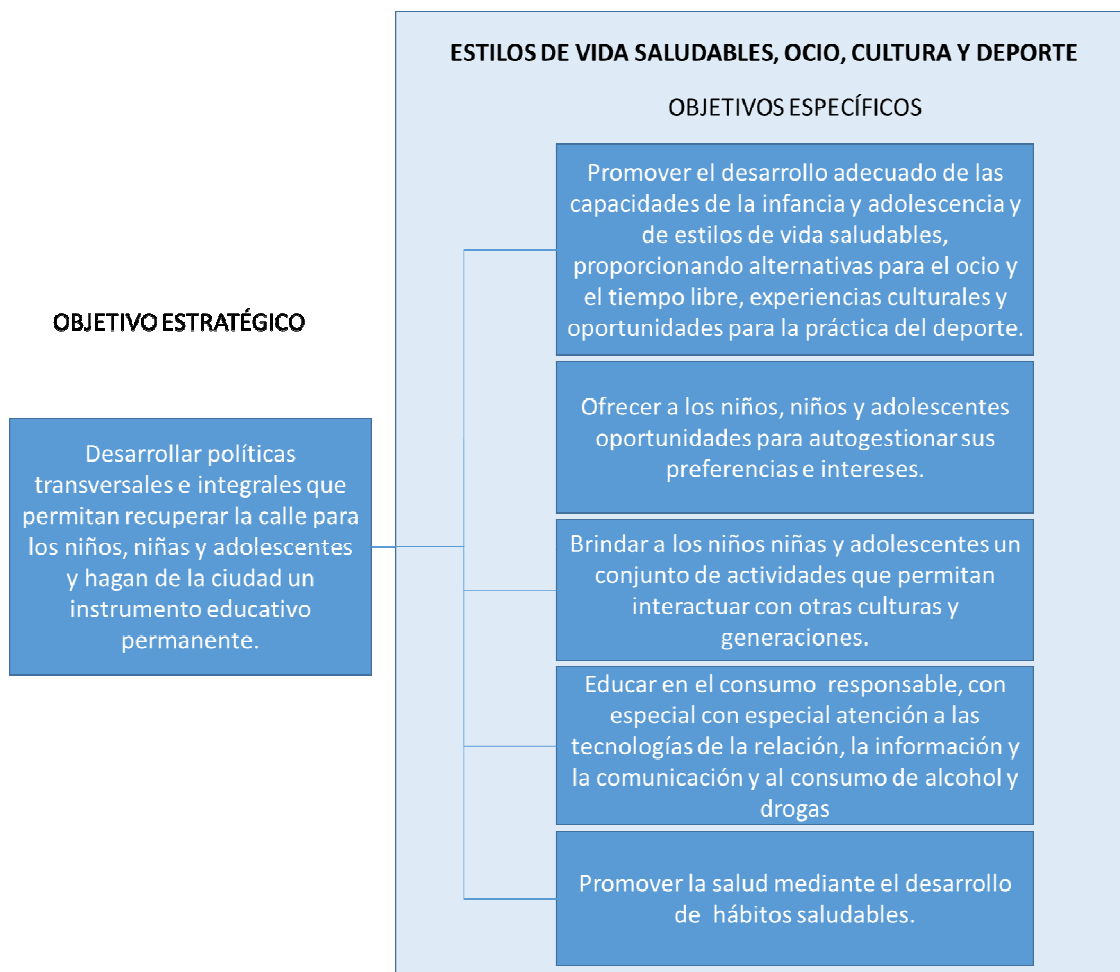 ESTILOS DE VIDA SALUDABLES, OCIO, CULTURA Y DEPORTE
OBJETIVOS ESPECÍFICOS
OBJETIVO ESTRATÉGICO
Desarrollar políticas
transversales e integrales que
permitan recuperar la calle para
los niños, niñas y adolescentes
y hagan de la ciudad un
instrumento educativo
permanente.
Promover el desarrollo adecuado de las
capacidades de la infancia y adolescencia y
de estilos de vida saludables,
proporcionando alternativas para el ocio y
el tiempo libre, experiencias culturales y
oportunidades para la práctica del deporte.
Ofrecer a los niños, niños y adolescentes
oportunidades para autogestionar sus
preferencias e intereses.
Brindar a los niños niñas y adolescentes un
conjunto de actividades que permitan
interactuar con otras culturas y
generaciones.
Educar en el consumo responsable, con
especial con especial atención a las
tecnologías de la relación, la información y
la comunicación y al consumo de alcohol y
drogas
Promover la salud mediante el desarrollo
de hábitos saludables.